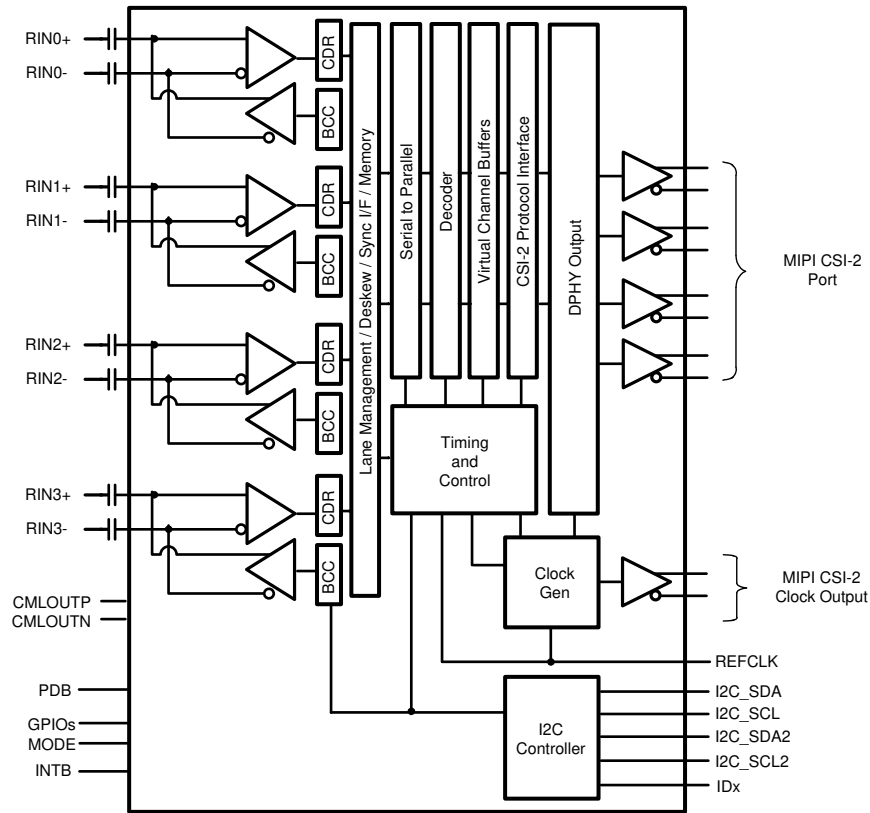 RIN0+
RIN0-
CDR
BCC
RIN1+
RIN1-
CDR
BCC
RIN2+
RIN2-
CDR
BCC
RIN3+
RIN3-
CDR
BCC
Lane Management / Deskew / Sync I/F / Memory
Serial to Parallel
Decoder
Virtual Channel Buffers
CSI-2 Protocol Interface
DPHY Output
Timing
and
Control
Clock
Gen
I2C
Controller
MIPI CSI-2
Port
MIPI CSI-2
Clock Output
REFCLK
I2C_SDA
I2C_SCL
I2C_SDA2
I2C_SCL2
IDx
CMLOUTP
CMLOUTN
PDB
GPIOs
MODE
INTB